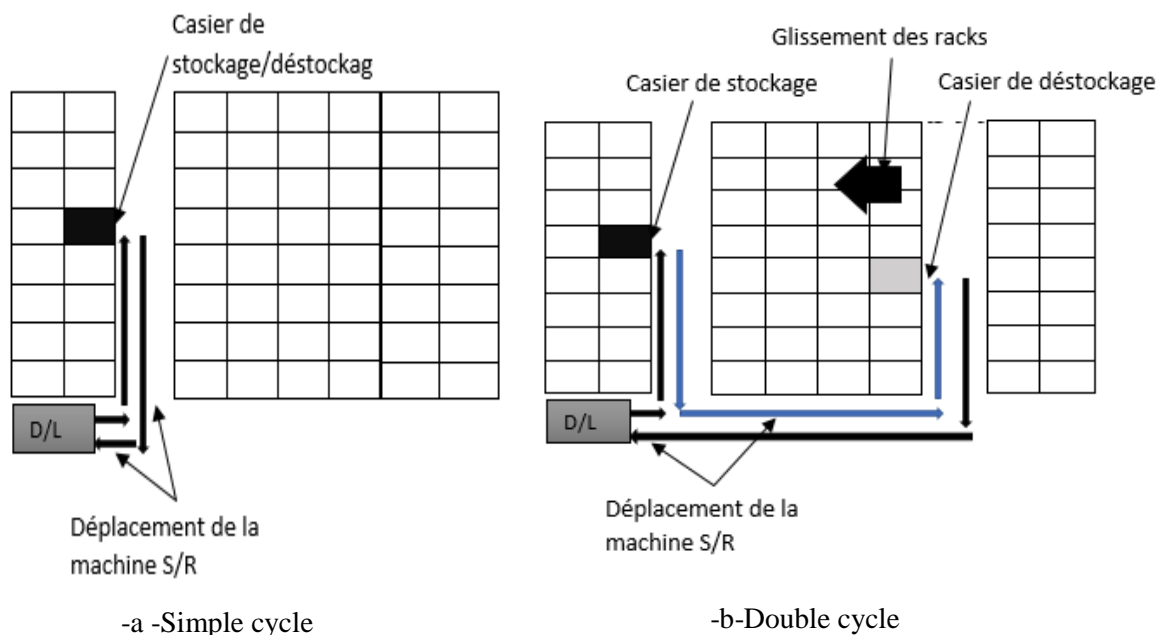 Casier de
stockage/déstockag
D/L
Déplacement de la
machine S/R
-a -Simple cycle
Glissement des racks
Casier de stockage
Casier de déstockage
D/L
Déplacement de la
machine S/R
-b-Double cycle